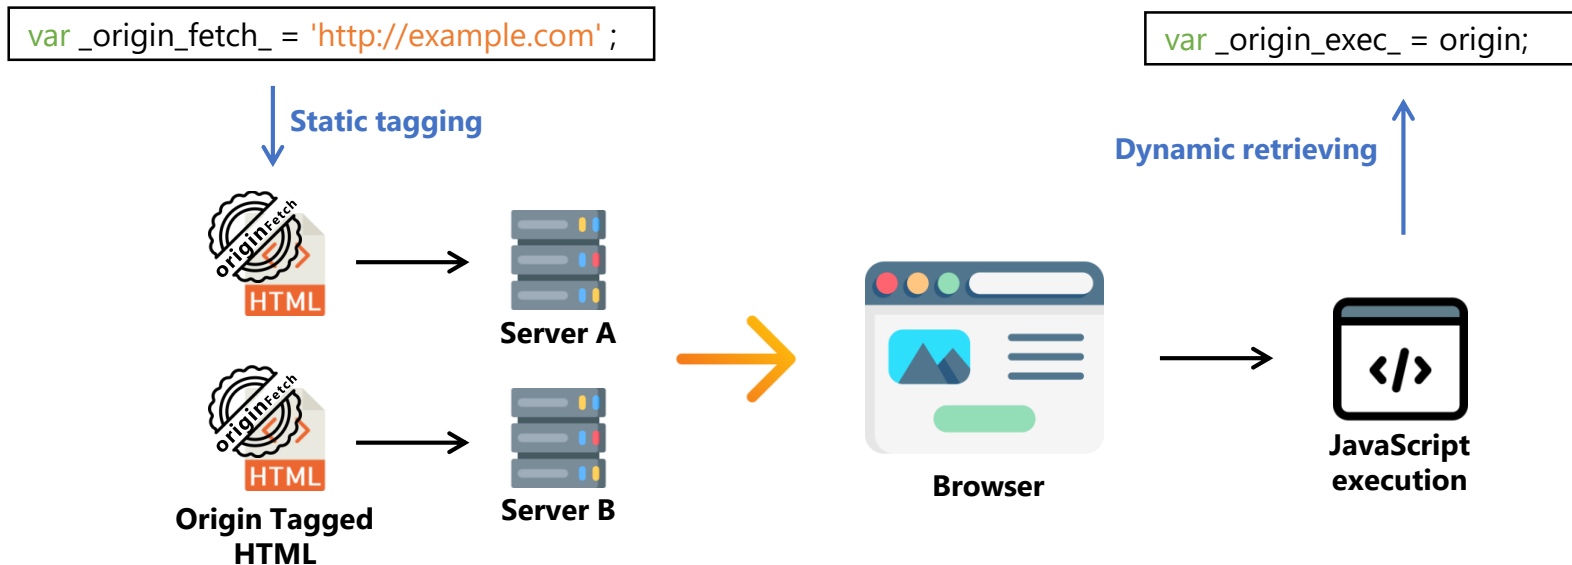 var _origin_fetch_ = 'http://example.com' ;
var _origin_exec_ = origin;
Static tagging
Dynamic retrieving
originFetch
HTML
Server A
originFetch
HTML
Origin Tagged
HTML
Server B
Browser
</>
JavaScript
execution